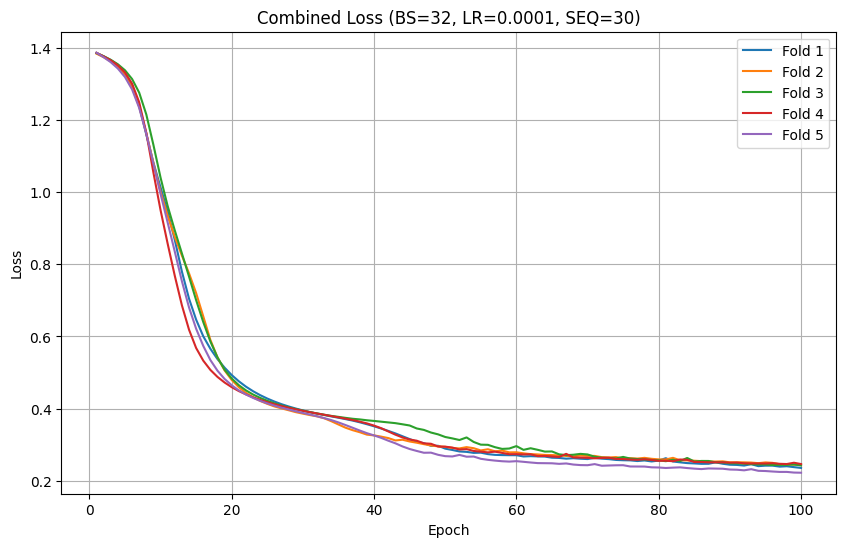 Combined Loss (BS=32, LR=0.0001, SEQ=30)
1.4
1.2
1.0
0.8
0.6
0.4
0.2
Loss
Fold 1
Fold 2
Fold 3
Fold 4
Fold 5
0 20 40 60 80 100
Epoch